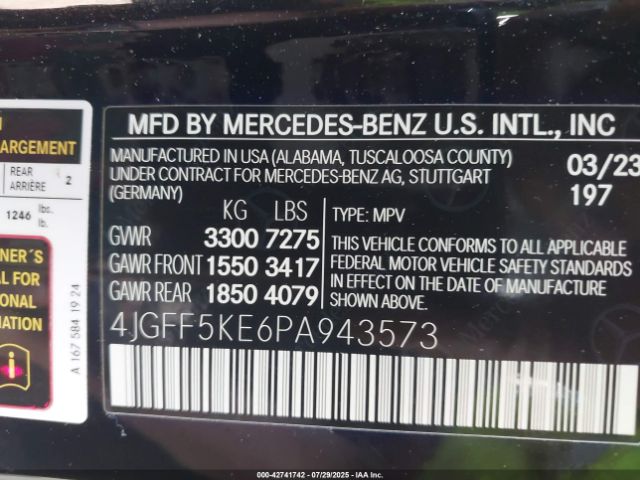 ARGEMENT
REAR
ARRIÈRE 2
1246 lbs.
lb.
NER´S
AL FOR
ONAL
MATION
A 167 584 19 24
MFD BY MERCEDES-BENZ U.S. INTL., INC
MANUFACTURED IN USA (ALABAMA, TUSCALOOSA COUNTY) 03/23
UNDER CONTRACT FOR MERCEDES-BENZ AG, STUTTGART 197
(GERMANY)
KG LBS TYPE: MPV
GWR 3300 7275
GAWR FRONT 1550 3417
GAWR REAR 1850 4079
THIS VEHICLE CONFORMS TO ALL APPLICABLE
FEDERAL MOTOR VEHICLE SAFETY STANDARDS
IN EFFECT ON THE DATE OF MANUFACTURE
SHOWN ABOVE.
4JGFF5KE6PA943573
000-42741742 07/29/2025 IAAI, INC.